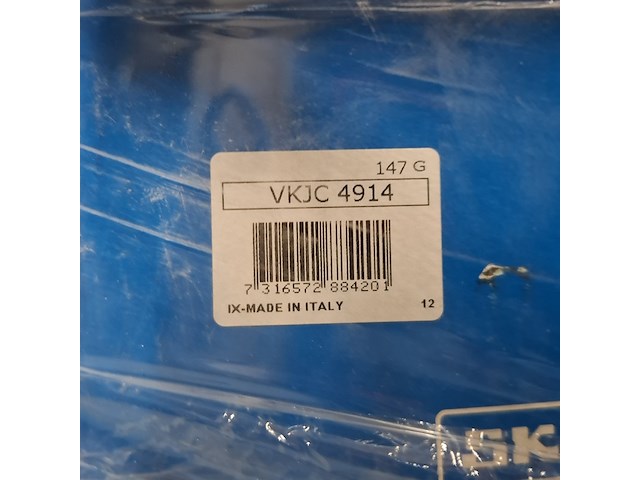 147 G
VKJC 4914
7 316572 884201
IX-MADE IN ITALY 12
SK